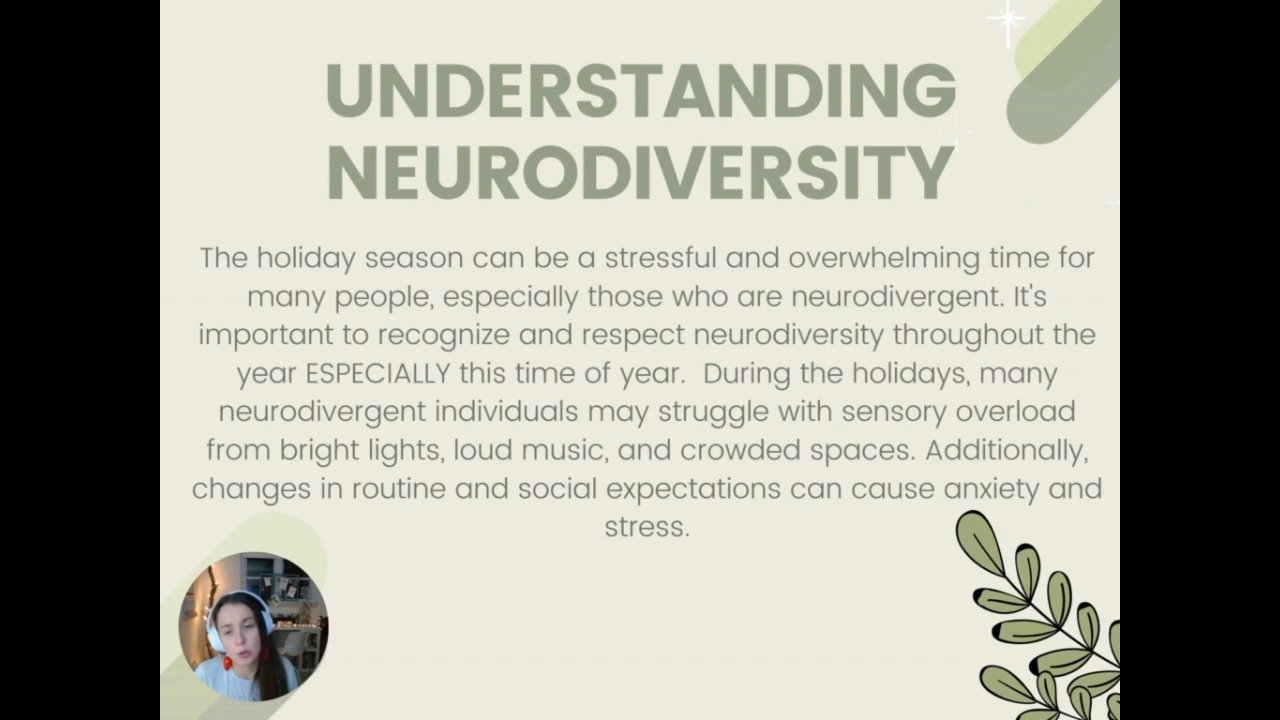 UNDERSTANDING
NEURODIVERSITY
The holiday season can be a stressful and overwhelming time for
many people, especially those who are neurodivergent. It's
important to recognize and respect neurodiversity throughout the
year ESPECIALLY this time of year.  During the holidays, many
neurodivergent individuals may struggle with sensory overload
from bright lights, loud music, and crowded spaces. Additionally,
changes in routine and social expectations can cause anxiety and
stress.